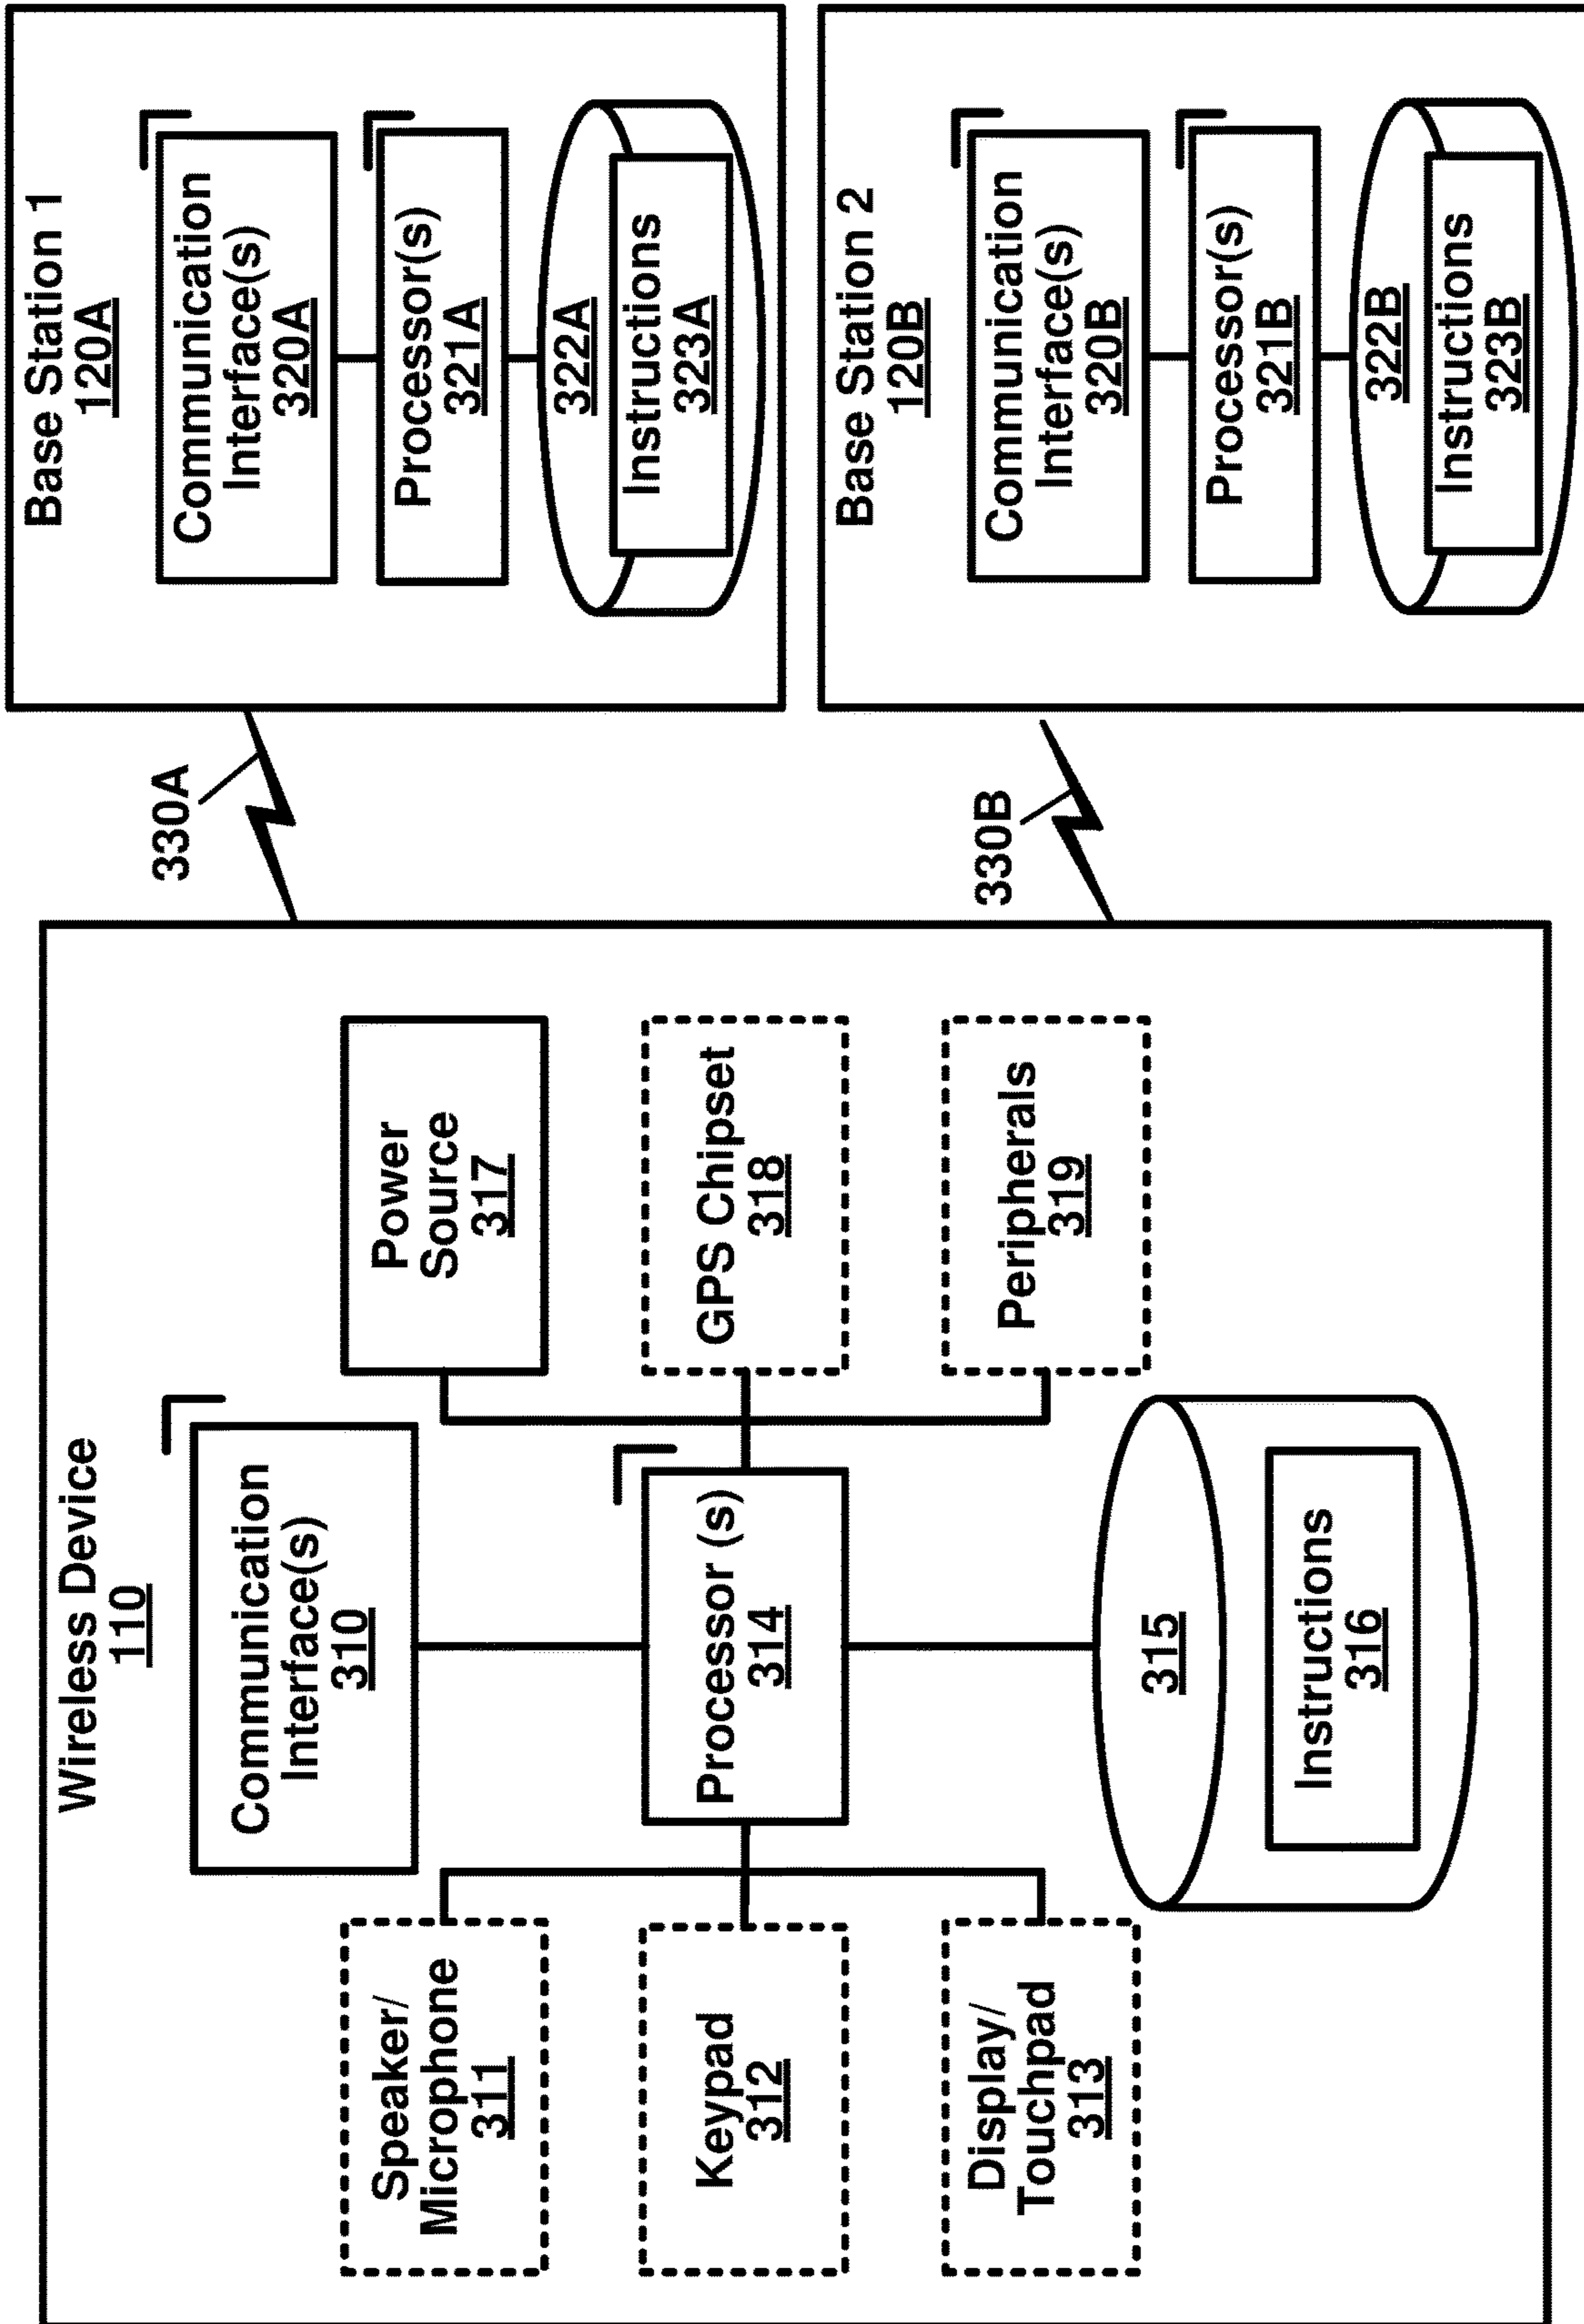 Wireless Device
110
Communication
Interface(s)
310
Speaker/
Microphone
311
Power
Source
317
Keypad
312
Processor (s)
314
GPS Chipset
318
Display/
Touchpad
313
Peripherals
319
315
Instructions
316
330A
330B
Base Station 1
120A
Communication
Interface(s)
320A
Processor(s)
321A
322A
Instructions
323A
Base Station 2
120B
Communication
Interface(s)
320B
Processor(s)
321B
322B
Instructions
323B